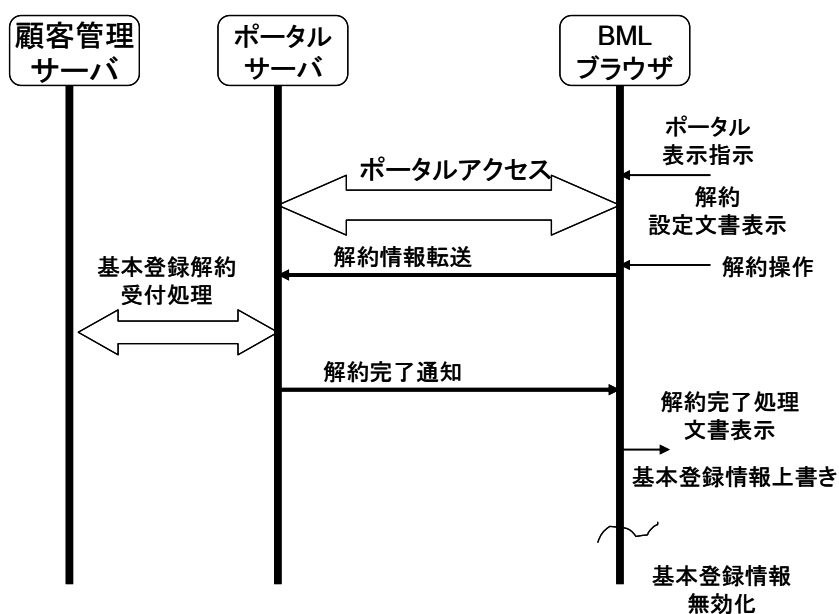 顧客管理
サーバ
ポータル
サーバ
BML
ブラウザ
ポータル
表示指示
ポータルアクセス
解約
設定文書表示
解約情報転送
解約操作
基本登録解約
受付処理
解約完了通知
解約完了処理
文書表示
基本登録情報上書き
基本登録情報
無効化